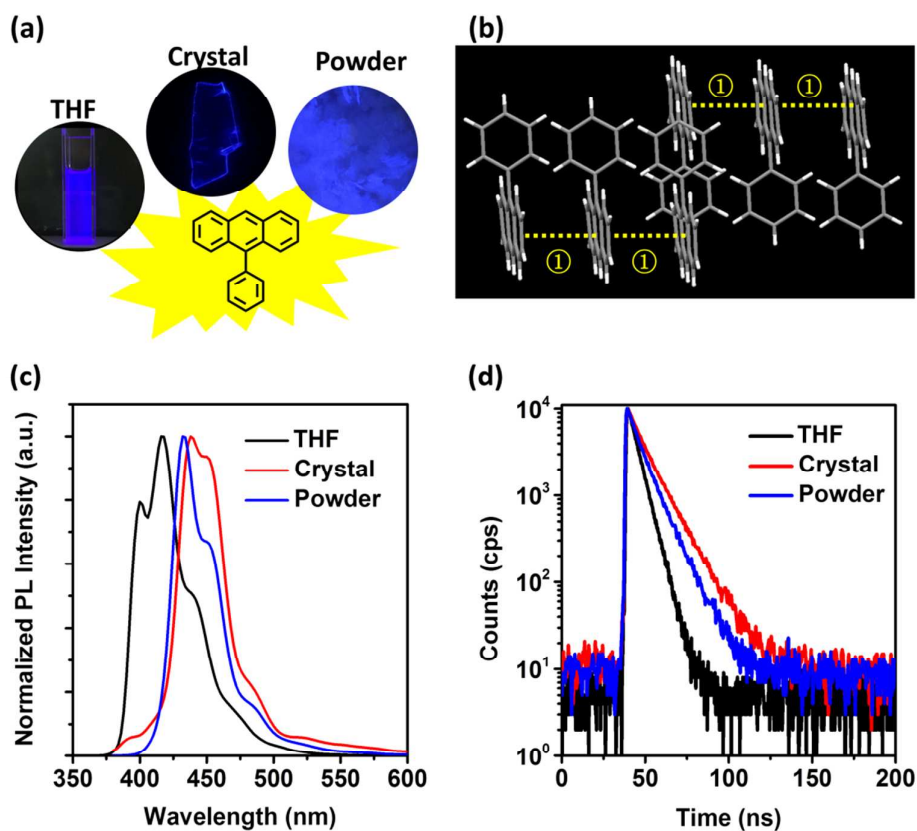 (a)
Crystal
Powder
THF
(b)
①
①
①
①
(c)
Normalized PL Intensity (a.u.)
THF
Crystal
Powder
350
400
450
500
550
600
Wavelength (nm)
(d)
Counts (cps)
10⁴
10³
10²
10¹
10⁰
THF
Crystal
Powder
0
50
100
150
200
Time (ns)